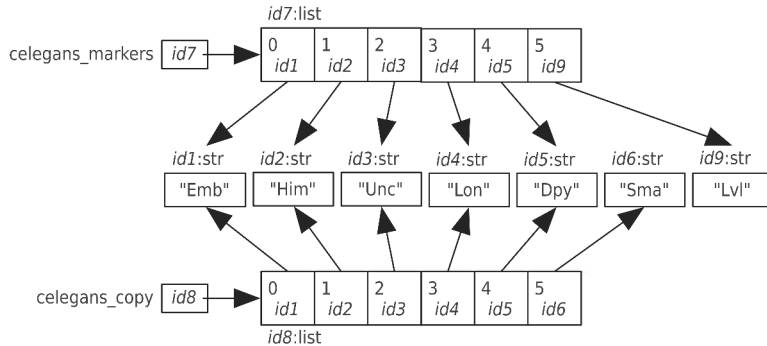 id7:list
celegans_markers id7
0 1 2 3 4 5
id1 id2 id3 id4 id5 id9
id1:str id2:str id3:str id4:str id5:str id6:str id9:str
"Emb" "Him" "Unc" "Lon" "Dpy" "Sma" "Lvl"
celegans_copy id8
0 1 2 3 4 5
id1 id2 id3 id4 id5 id6
id8:list